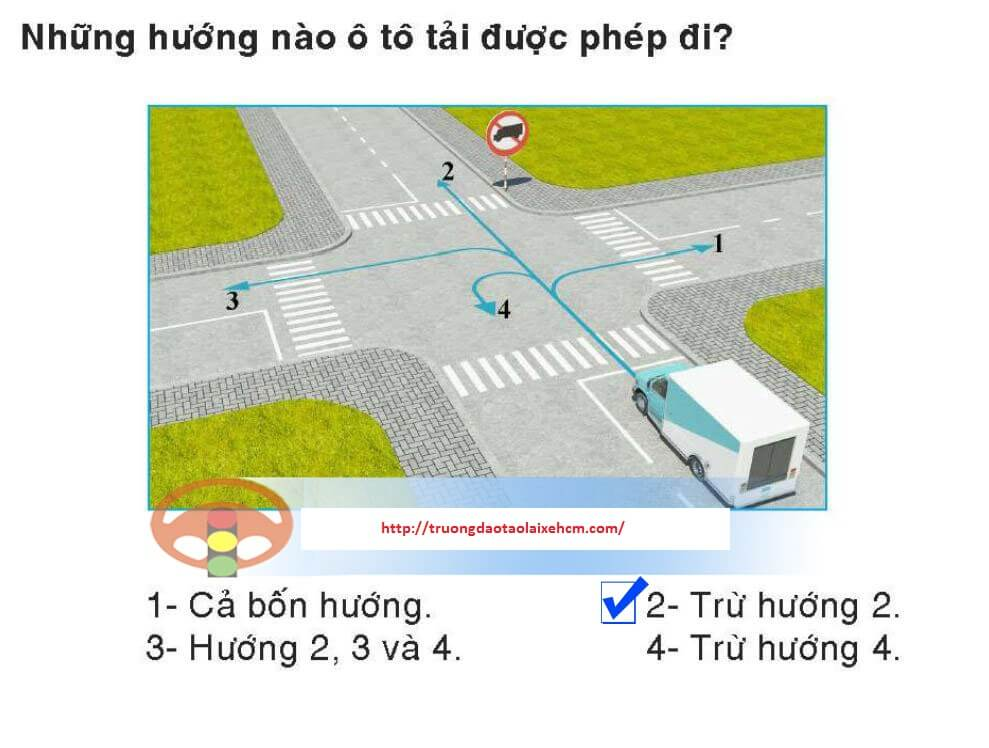 Những hướng nào ô tô tải được phép đi?
2
1
3
4
http://truongdaotaolaixehcm.com/
1- Cả bốn hướng.
2- Trừ hướng 2.
3- Hướng 2, 3 và 4.
4- Trừ hướng 4.